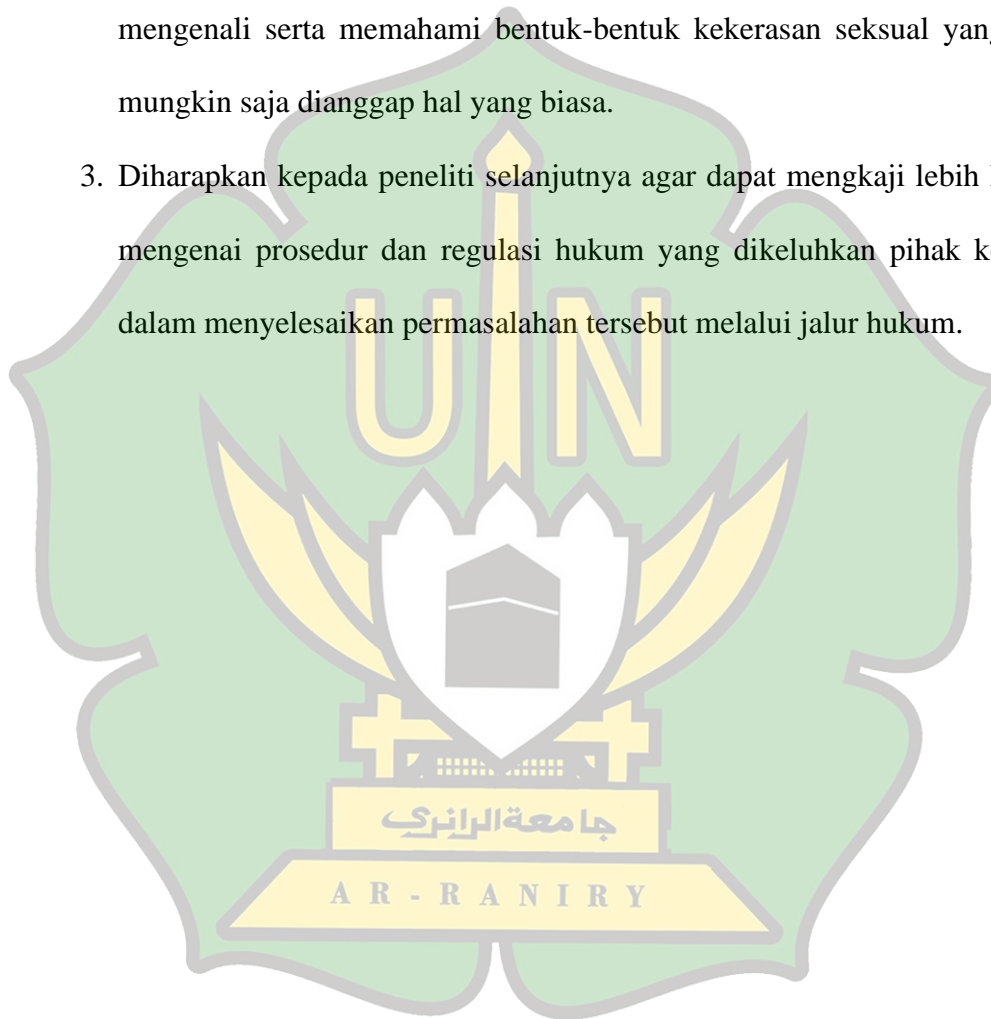 mengenali serta memahami bentuk-bentuk kekerasan seksual yang
mungkin saja dianggap hal yang biasa.
3. Diharapkan kepada peneliti selanjutnya agar dapat mengkaji lebih
mengenai prosedur dan regulasi hukum yang dikeluhkan pihak
dalam menyelesaikan permasalahan tersebut melalui jalur hukum.
UIN
جامعة الرانري
AR-RANIRY